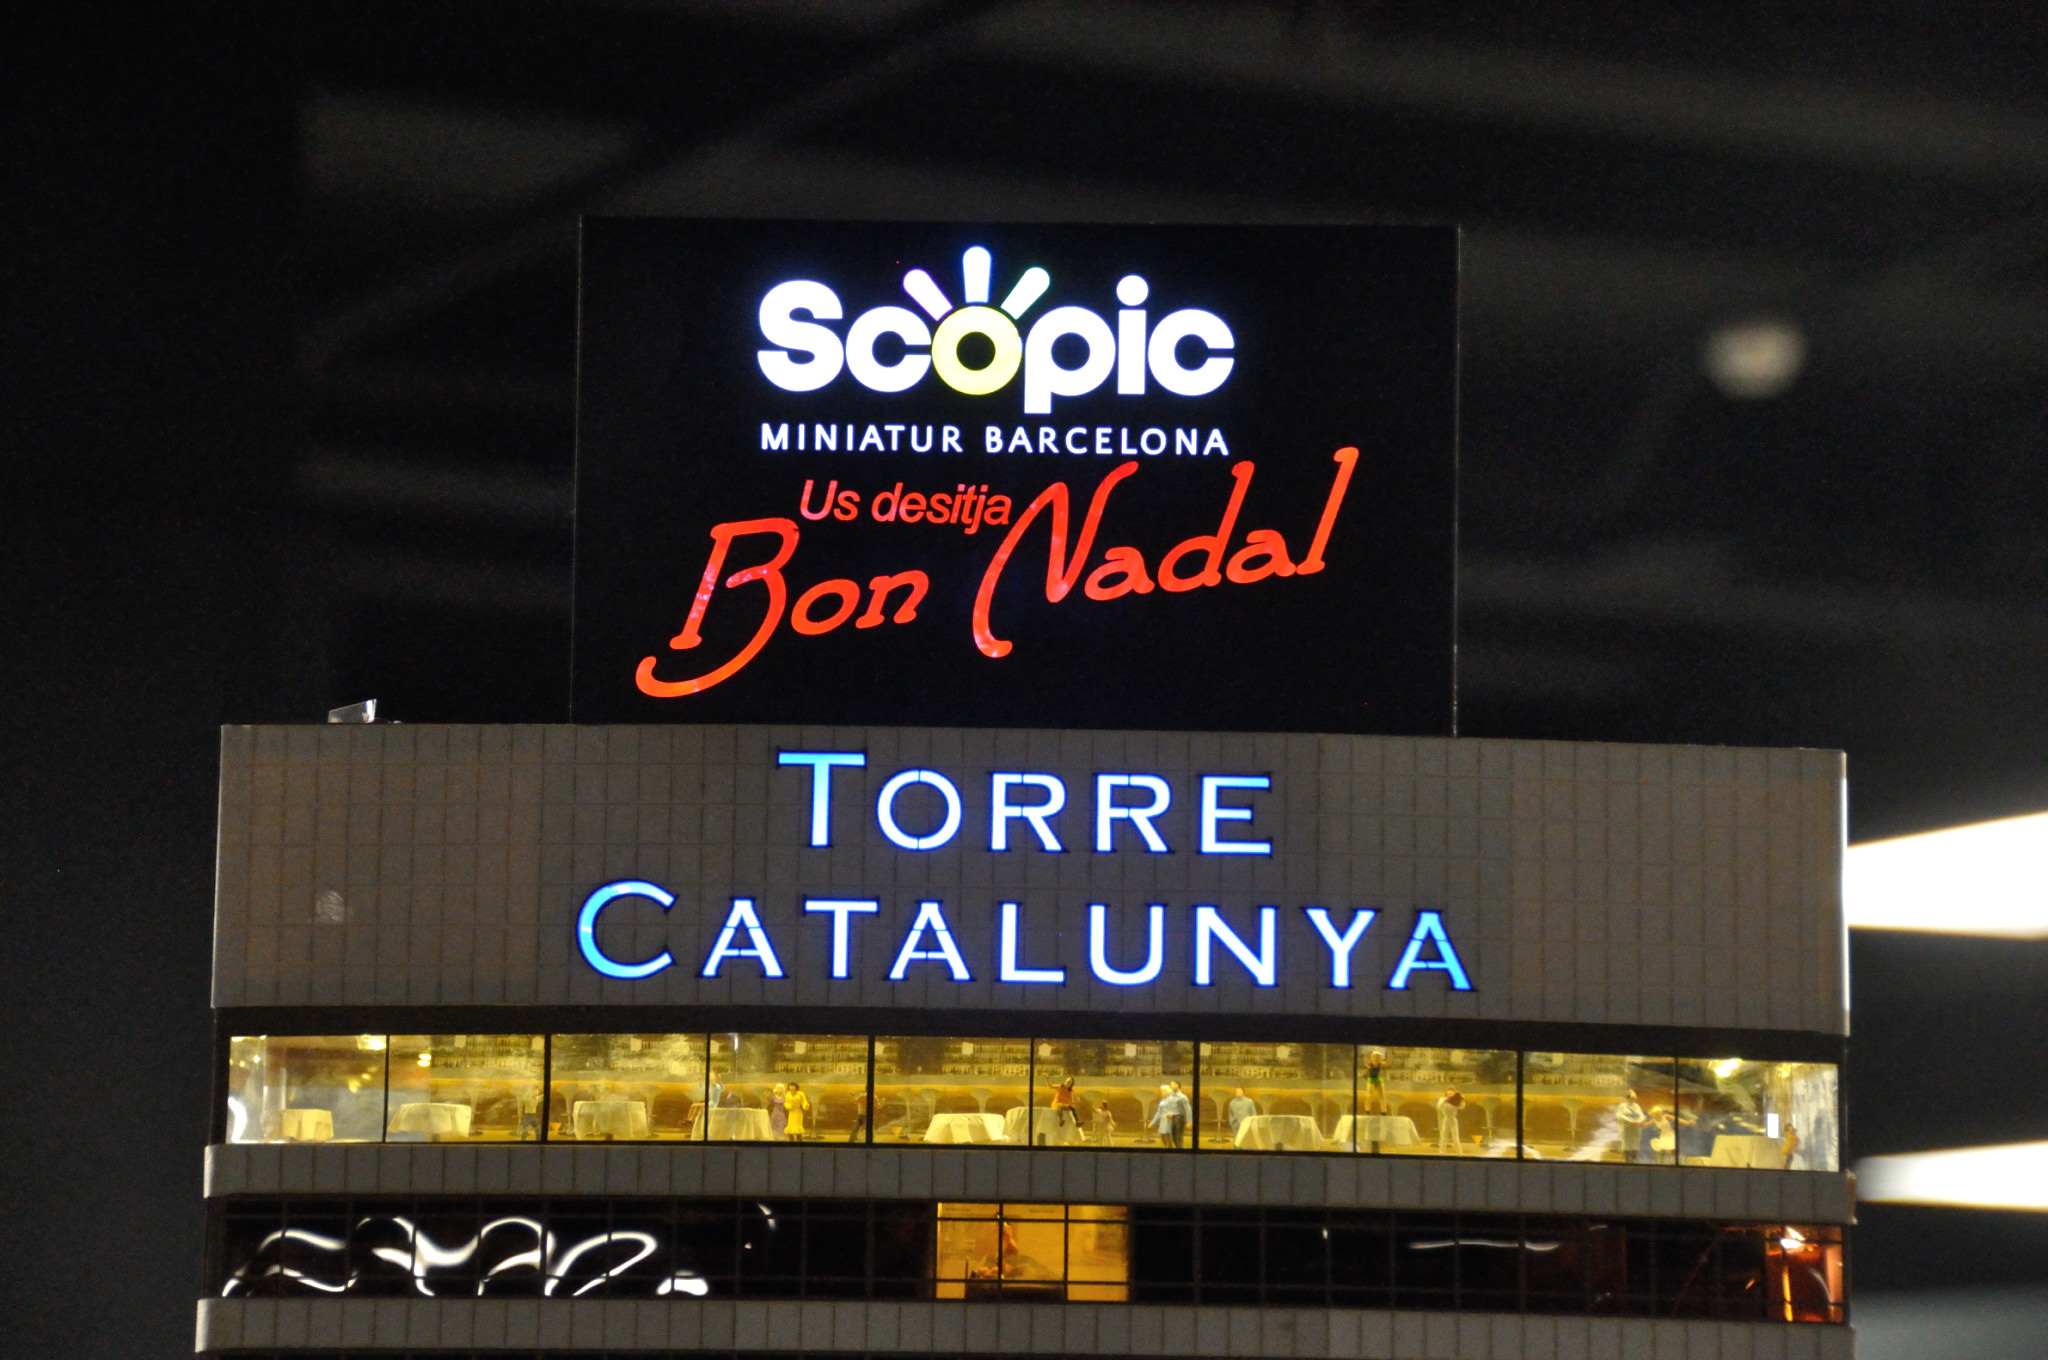 Scopic
MINIATUR BARCELONA
Us desitja
Bon Nadal
TORRE
CATALUNYA